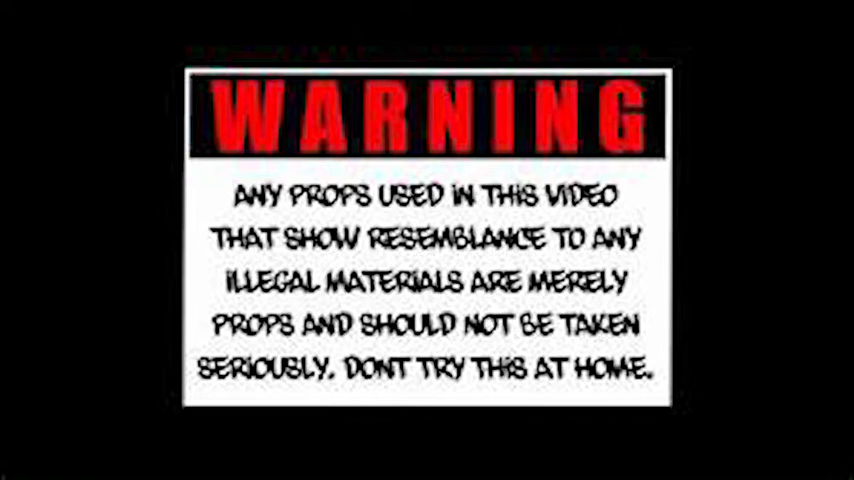 WARNING
ANY PROPS USED IN THIS VIDEO
THAT SHOW RESEMBLANCE TO ANY
ILLEGAL MATERIALS ARE MERELY
PROPS AND SHOULD NOT BE TAKEN
SERIOUSLY. DONT TRY THIS AT HOME.